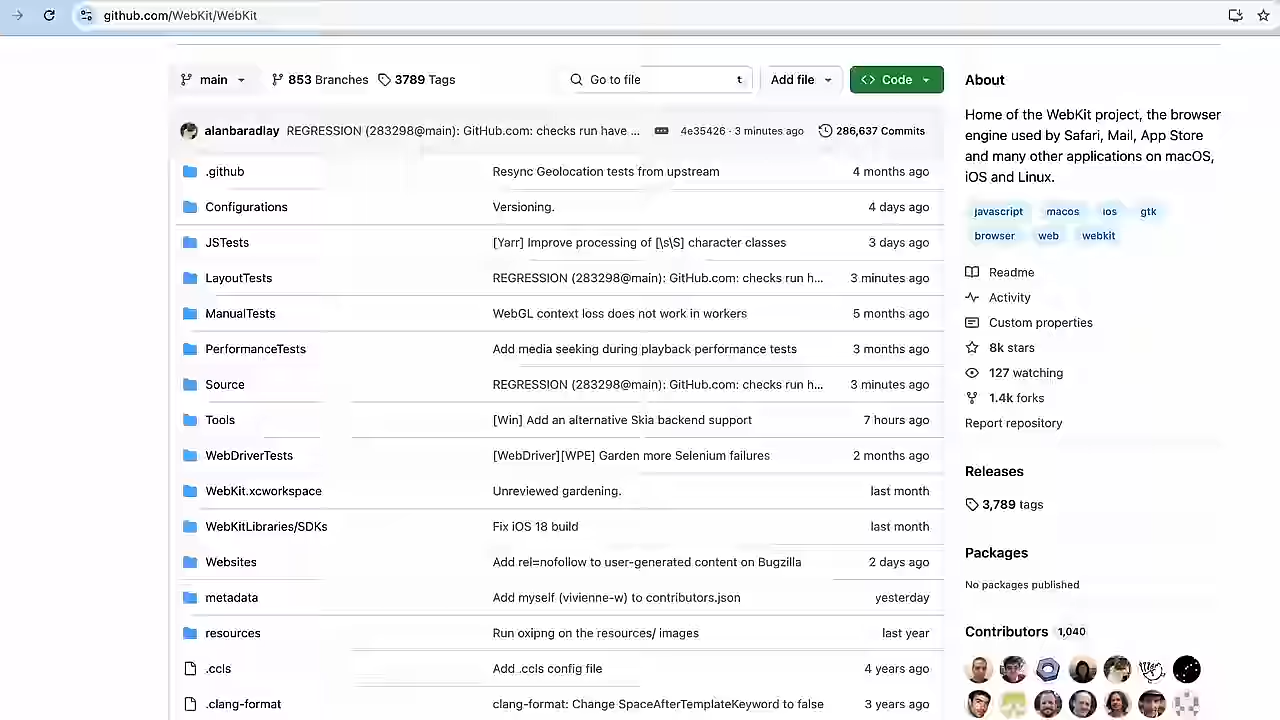 github.com/WebKit/WebKit
main 853 Branches 3789 Tags Go to file t Add file Code
alanbaradlay REGRESSION (283298@main): GitHub.com: checks run have ... 4e35426 · 3 minutes ago 286,637 Commits
.github Resync Geolocation tests from upstream 4 months ago
Configurations Versioning. 4 days ago
JSTests [Yarr] Improve processing of [\s\S] character classes 3 days ago
LayoutTests REGRESSION (283298@main): GitHub.com: checks run h... 3 minutes ago
ManualTests WebGL context loss does not work in workers 5 months ago
PerformanceTests Add media seeking during playback performance tests 3 months ago
Source REGRESSION (283298@main): GitHub.com: checks run h... 3 minutes ago
Tools [Win] Add an alternative Skia backend support 7 hours ago
WebDriverTests [WebDriver][WPE] Garden more Selenium failures 2 months ago
WebKit.xcworkspace Unreviewed gardening. last month
WebKitLibraries/SDKs Fix iOS 18 build last month
Websites Add rel=nofollow to user-generated content on Bugzilla 2 days ago
metadata Add myself (vivienne-w) to contributors.json yesterday
resources Run oxipng on the resources/ images last year
.ccls Add .ccls config file 4 years ago
.clang-format clang-format: Change SpaceAfterTemplateKeyword to false 3 years ago
About
Home of the WebKit project, the browser
engine used by Safari, Mail, App Store
and many other applications on macOS,
iOS and Linux.
javascript macos ios gtk
browser web webkit
Readme
Activity
Custom properties
8k stars
127 watching
1.4k forks
Report repository
Releases
3,789 tags
Packages
No packages published
Contributors 1,040